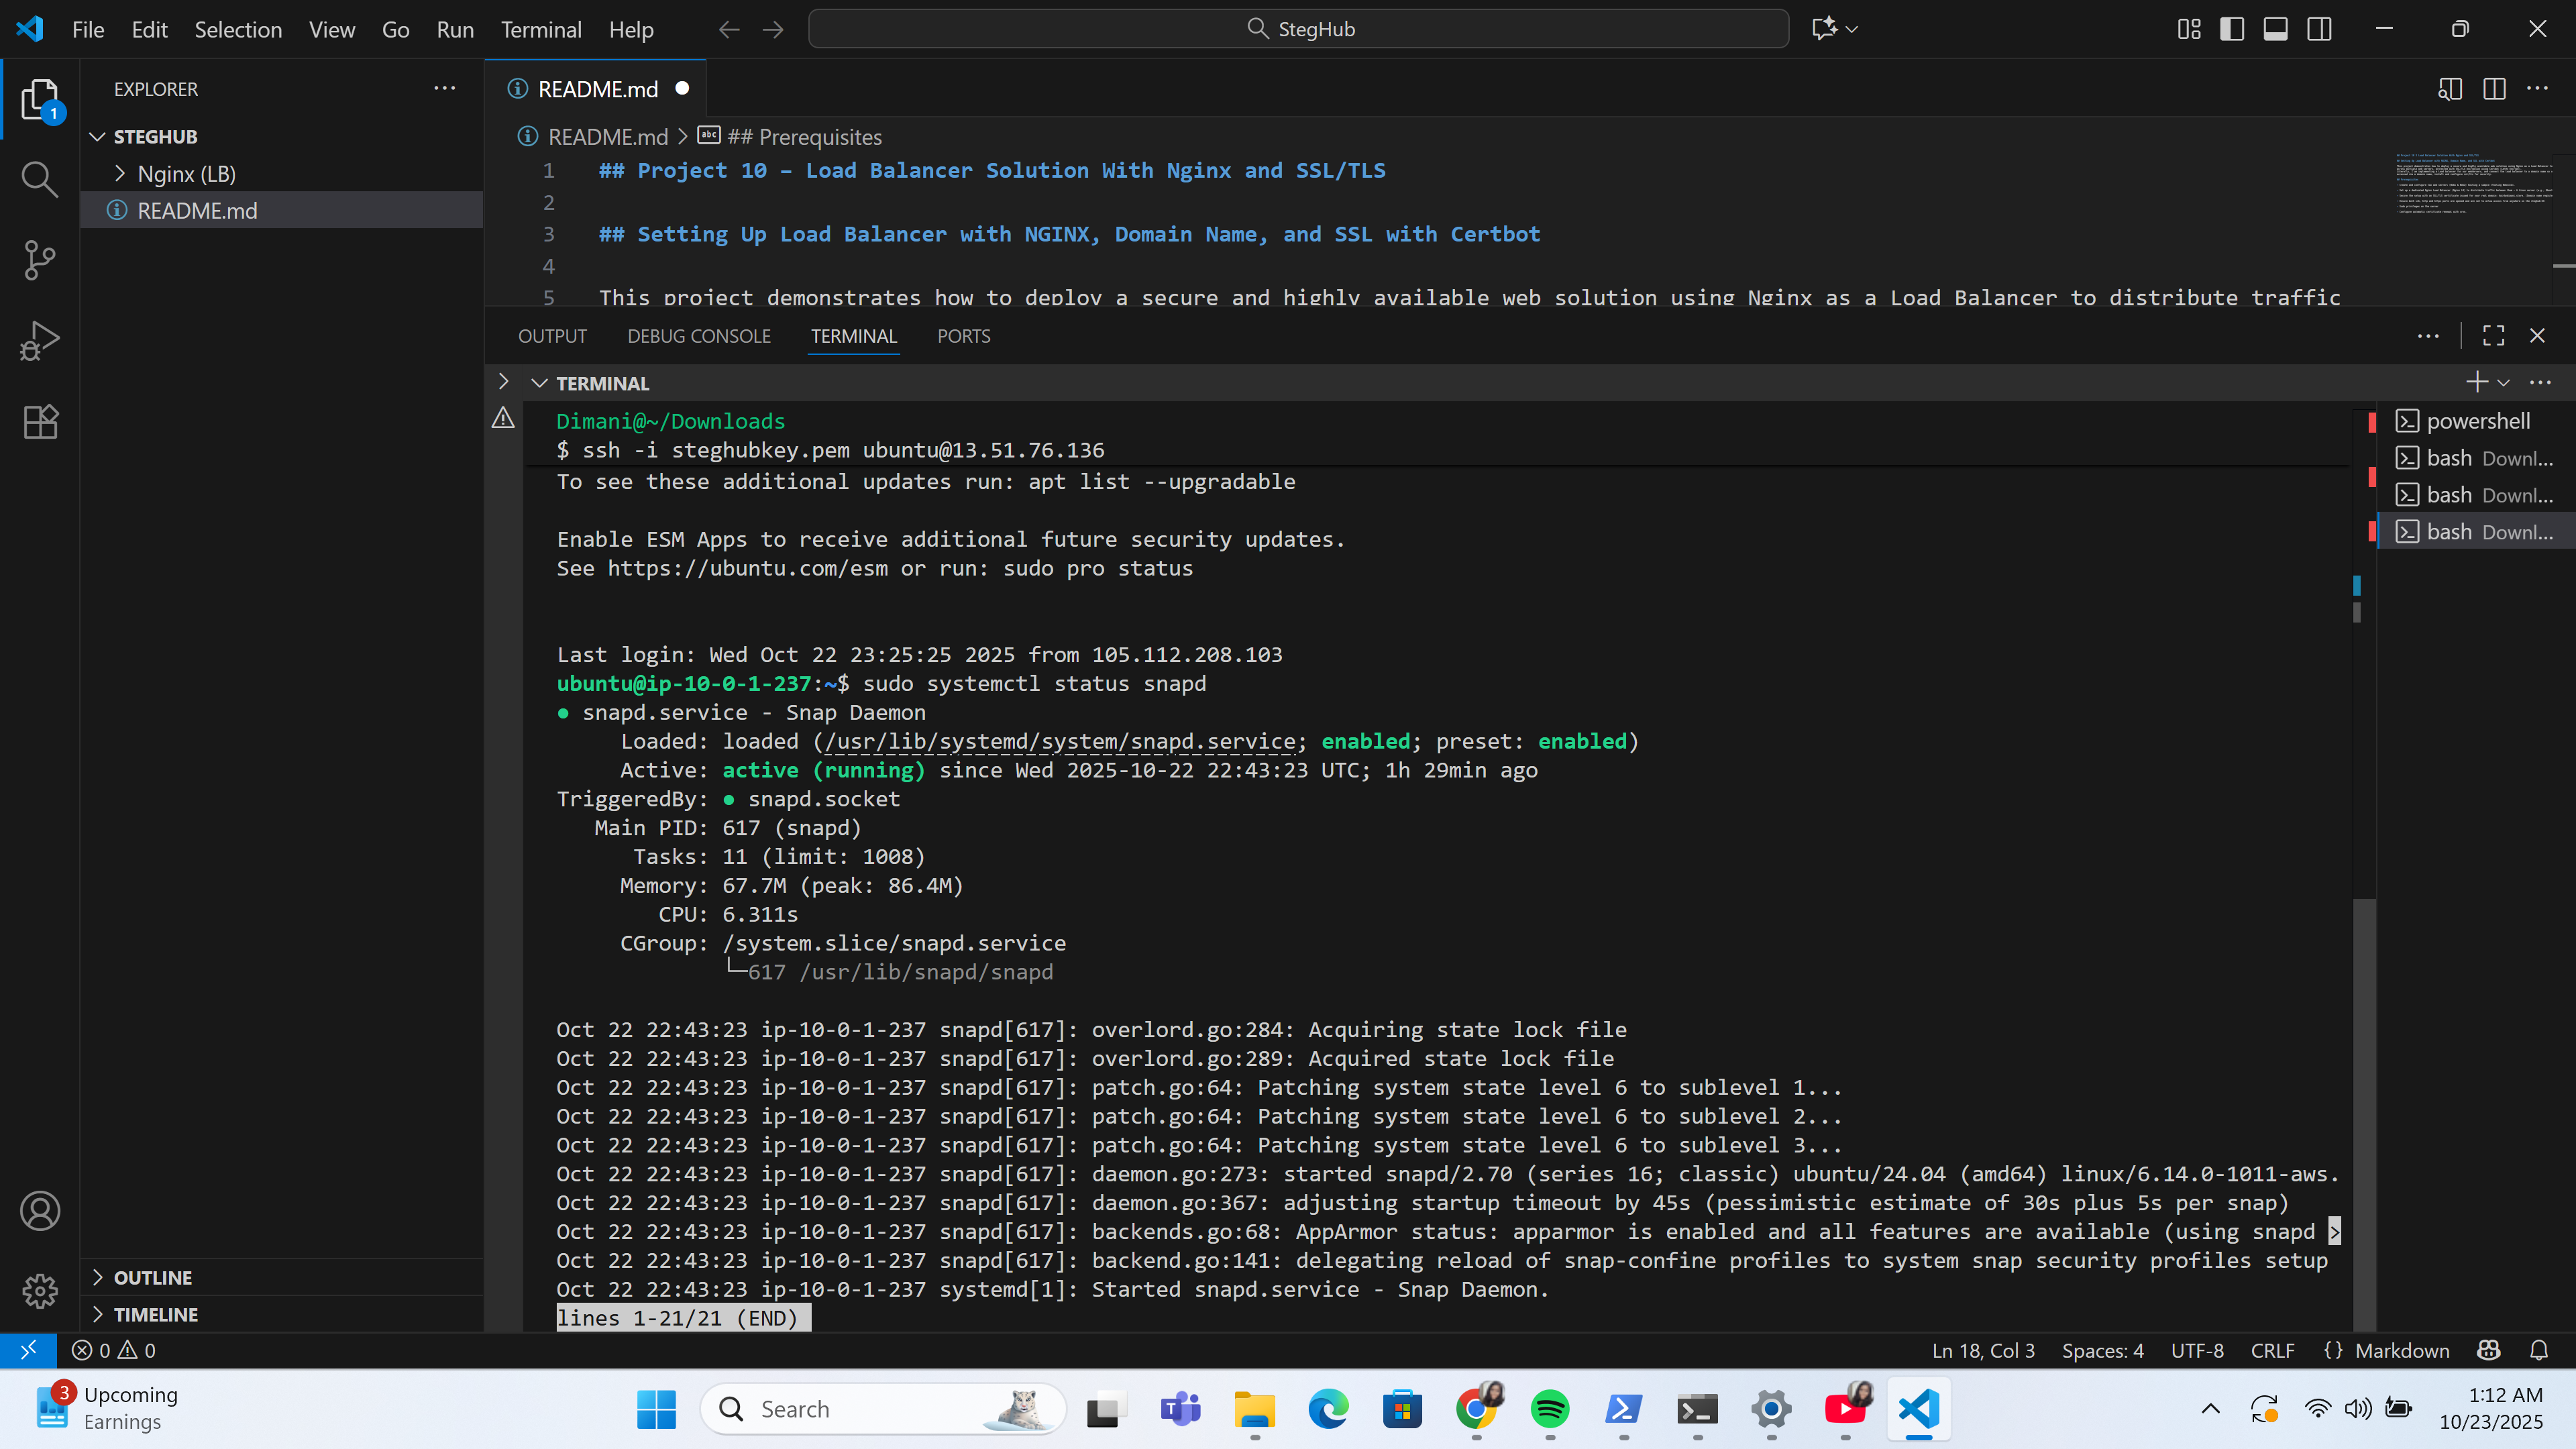 File Edit Selection View Go Run Terminal Help
StegHub
EXPLORER
1
STEGHUB
Nginx (LB)
README.md
OUTLINE
TIMELINE
README.md
README.md > ## Prerequisites
1 ## Project 10 – Load Balancer Solution With Nginx and SSL/TLS
2
3 ## Setting Up Load Balancer with NGINX, Domain Name, and SSL with Certbot
4
5 This project demonstrates how to deploy a secure and highly available web solution using Nginx as a Load Balancer to distribute traffic
OUTPUT DEBUG CONSOLE TERMINAL PORTS
TERMINAL
Dimani@~/Downloads
$ ssh -i steghubkey.pem ubuntu@13.51.76.136
To see these additional updates run: apt list --upgradable
Enable ESM Apps to receive additional future security updates.
See https://ubuntu.com/esm or run: sudo pro status
Last login: Wed Oct 22 23:25:25 2025 from 105.112.208.103
ubuntu@ip-10-0-1-237:~$ sudo systemctl status snapd
● snapd.service - Snap Daemon
Loaded: loaded (/usr/lib/systemd/system/snapd.service; enabled; preset: enabled)
Active: active (running) since Wed 2025-10-22 22:43:23 UTC; 1h 29min ago
TriggeredBy: ● snapd.socket
Main PID: 617 (snapd)
Tasks: 11 (limit: 1008)
Memory: 67.7M (peak: 86.4M)
CPU: 6.311s
CGroup: /system.slice/snapd.service
└─617 /usr/lib/snapd/snapd
Oct 22 22:43:23 ip-10-0-1-237 snapd[617]: overlord.go:284: Acquiring state lock file
Oct 22 22:43:23 ip-10-0-1-237 snapd[617]: overlord.go:289: Acquired state lock file
Oct 22 22:43:23 ip-10-0-1-237 snapd[617]: patch.go:64: Patching system state level 6 to sublevel 1...
Oct 22 22:43:23 ip-10-0-1-237 snapd[617]: patch.go:64: Patching system state level 6 to sublevel 2...
Oct 22 22:43:23 ip-10-0-1-237 snapd[617]: patch.go:64: Patching system state level 6 to sublevel 3...
Oct 22 22:43:23 ip-10-0-1-237 snapd[617]: daemon.go:273: started snapd/2.70 (series 16; classic) ubuntu/24.04 (amd64) linux/6.14.0-1011-aws.
Oct 22 22:43:23 ip-10-0-1-237 snapd[617]: daemon.go:367: adjusting startup timeout by 45s (pessimistic estimate of 30s plus 5s per snap)
Oct 22 22:43:23 ip-10-0-1-237 snapd[617]: backends.go:68: AppArmor status: apparmor is enabled and all features are available (using snapd >
Oct 22 22:43:23 ip-10-0-1-237 snapd[617]: backend.go:141: delegating reload of snap-confine profiles to system snap security profiles setup
Oct 22 22:43:23 ip-10-0-1-237 systemd[1]: Started snapd.service - Snap Daemon.
lines 1-21/21 (END)
powershell
bash Downl...
bash Downl...
bash Downl...
0 0
Ln 18, Col 3 Spaces: 4 UTF-8 CRLF {} Markdown
3
Upcoming
Earnings
Search
1:12 AM
10/23/2025